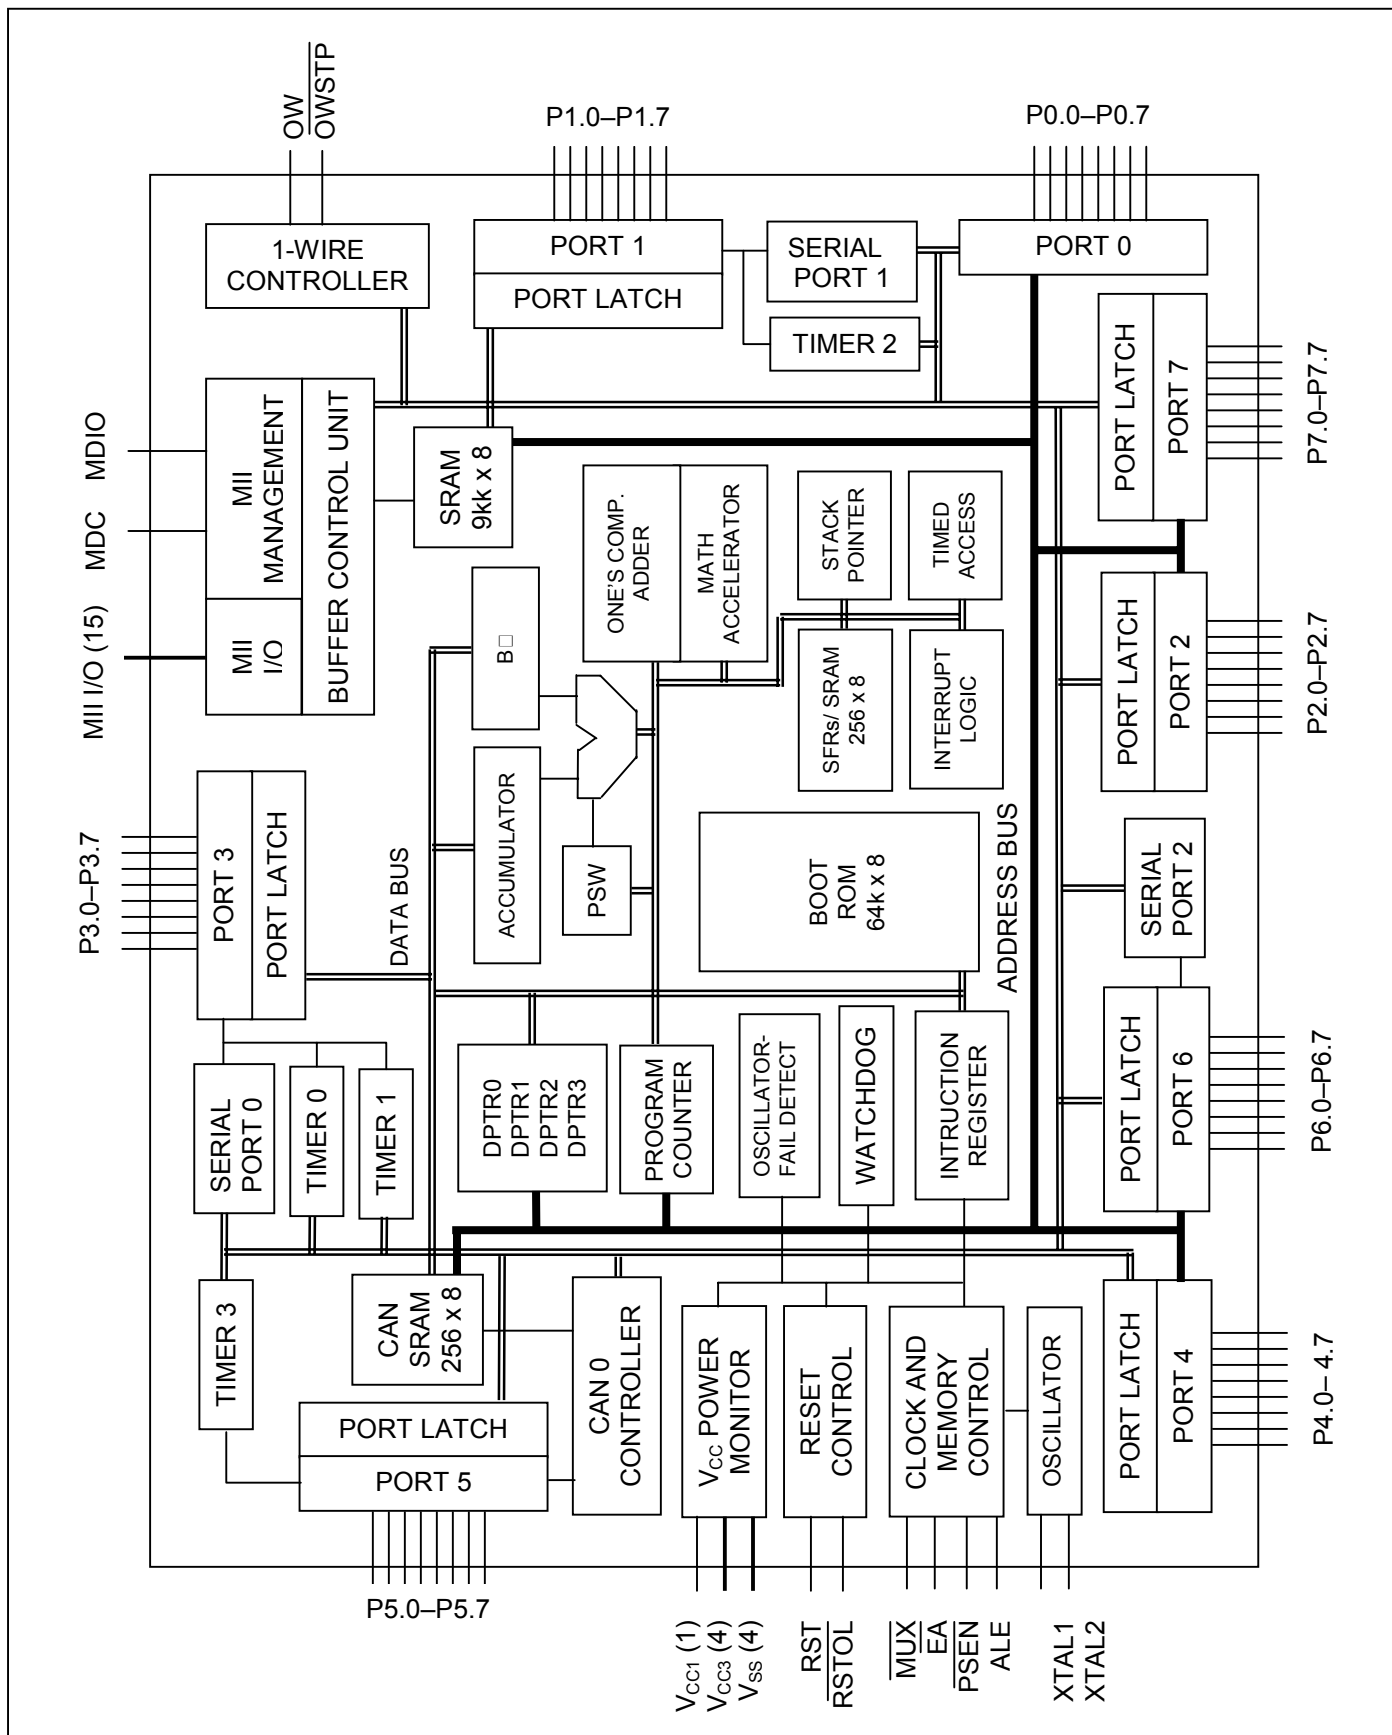 OW
OWSTP
P1.0–P1.7
P0.0–P0.7
1-WIRE
CONTROLLER
PORT 1
PORT LATCH
SERIAL
PORT 1
TIMER 2
PORT 0
PORT LATCH
PORT 7
P7.0–P7.7
MDIO
MDC
MII I/O (15)
MII
MANAGEMENT
MII
I/O
BUFFER CONTROL UNIT
SRAM
9kk x 8
B□
ONE'S COMP.
ADDER
MATH
ACCELERATOR
STACK
POINTER
TIMED
ACCESS
SFRs/ SRAM
256 x 8
INTERRUPT
LOGIC
PORT LATCH
PORT 2
P2.0–P2.7
P3.0–P3.7
PORT 3
PORT LATCH
DATA BUS
ACCUMULATOR
PSW
BOOT
ROM
64k x 8
ADDRESS BUS
SERIAL
PORT 2
SERIAL
PORT 0
TIMER 0
TIMER 1
DPTR0
DPTR1
DPTR2
DPTR3
PROGRAM
COUNTER
OSCILLATOR-
FAIL DETECT
WATCHDOG
INTRUCTION
REGISTER
PORT LATCH
PORT 6
P6.0–P6.7
TIMER 3
CAN
SRAM
256 x 8
PORT LATCH
PORT 5
P5.0–P5.7
CAN 0
CONTROLLER
VCC POWER
MONITOR
RESET
CONTROL
CLOCK AND
MEMORY
CONTROL
OSCILLATOR
PORT LATCH
PORT 4
P4.0– 4.7
VCC1 (1)
VCC3 (4)
VSS (4)
RST
RSTOL
MUX
EA
PSEN
ALE
XTAL1
XTAL2